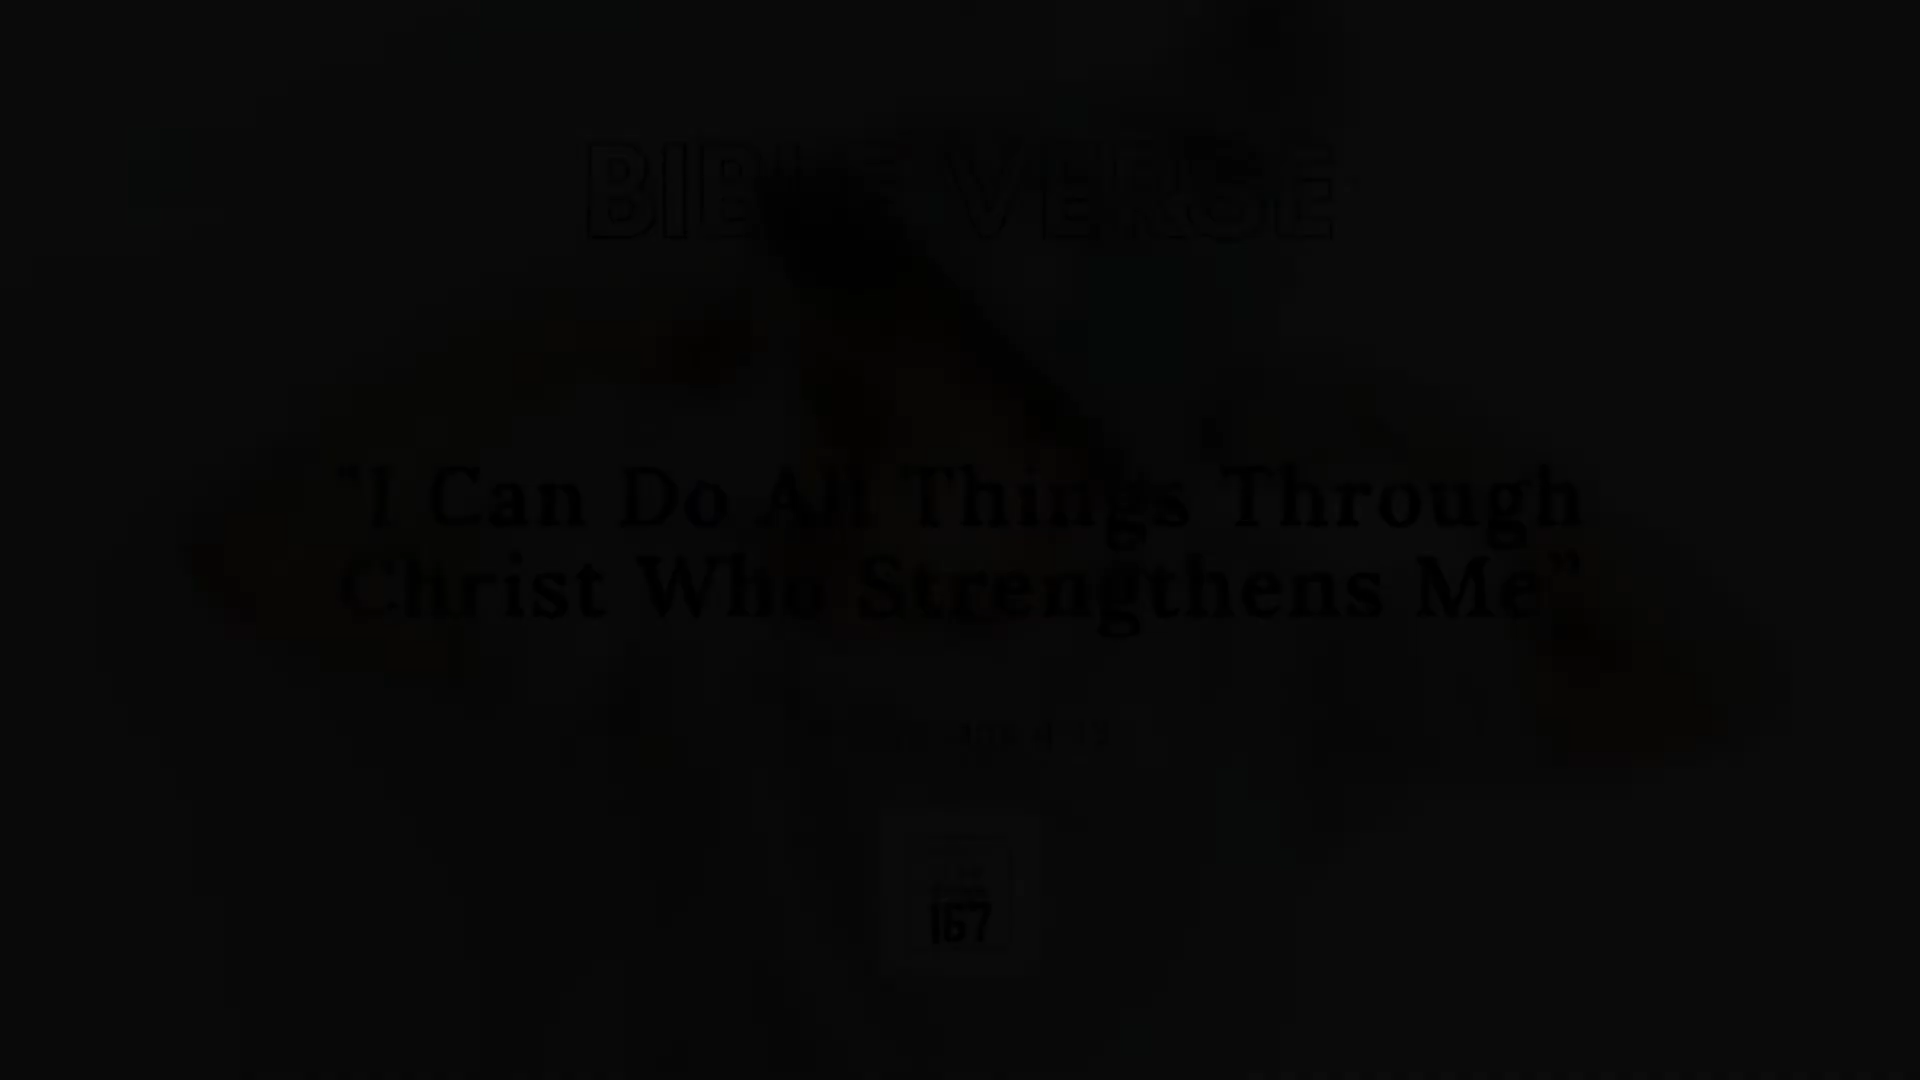 BIBLE VERSE
"I Can Do All Things Through
Christ Who Strengthens Me"
167